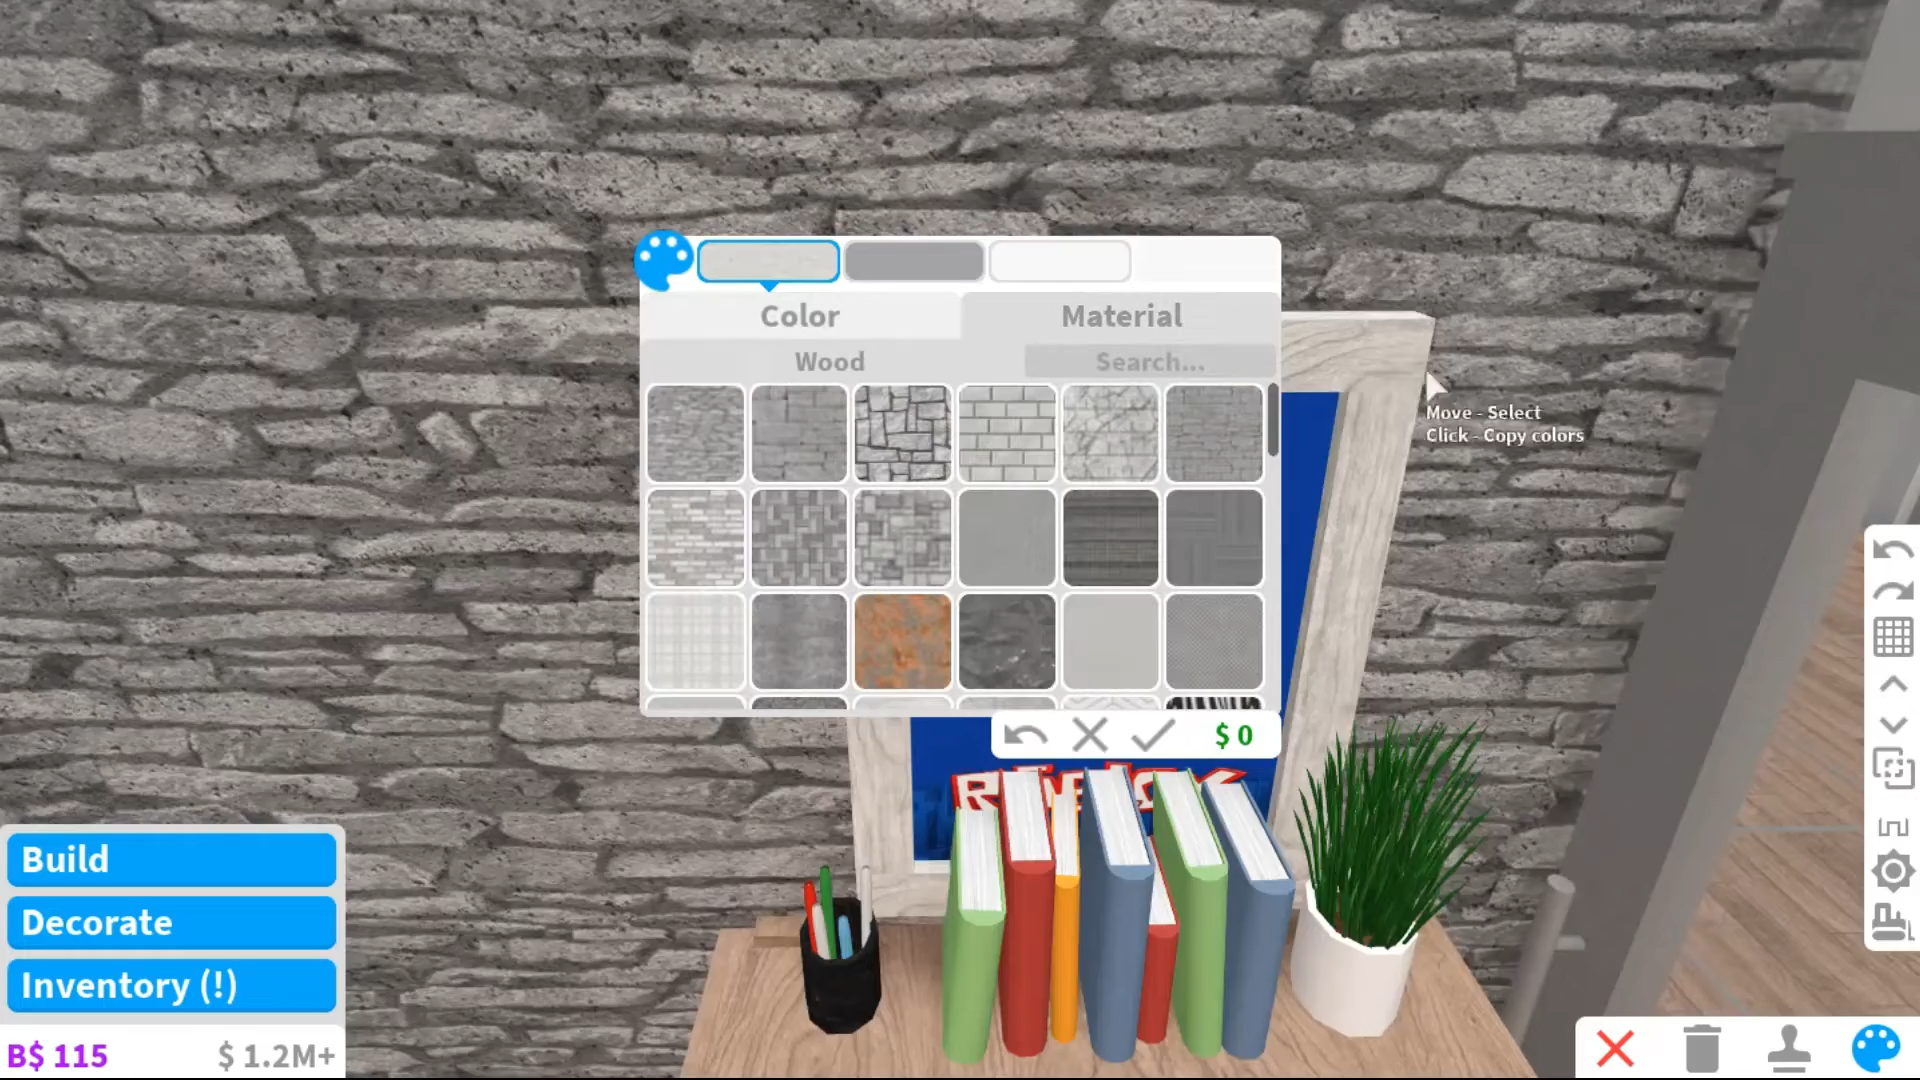 Color
Material
Wood
Search...
Move - Select
Click - Copy colors
$ 0
Build
Decorate
Inventory (!)
B$ 115
$ 1.2M+